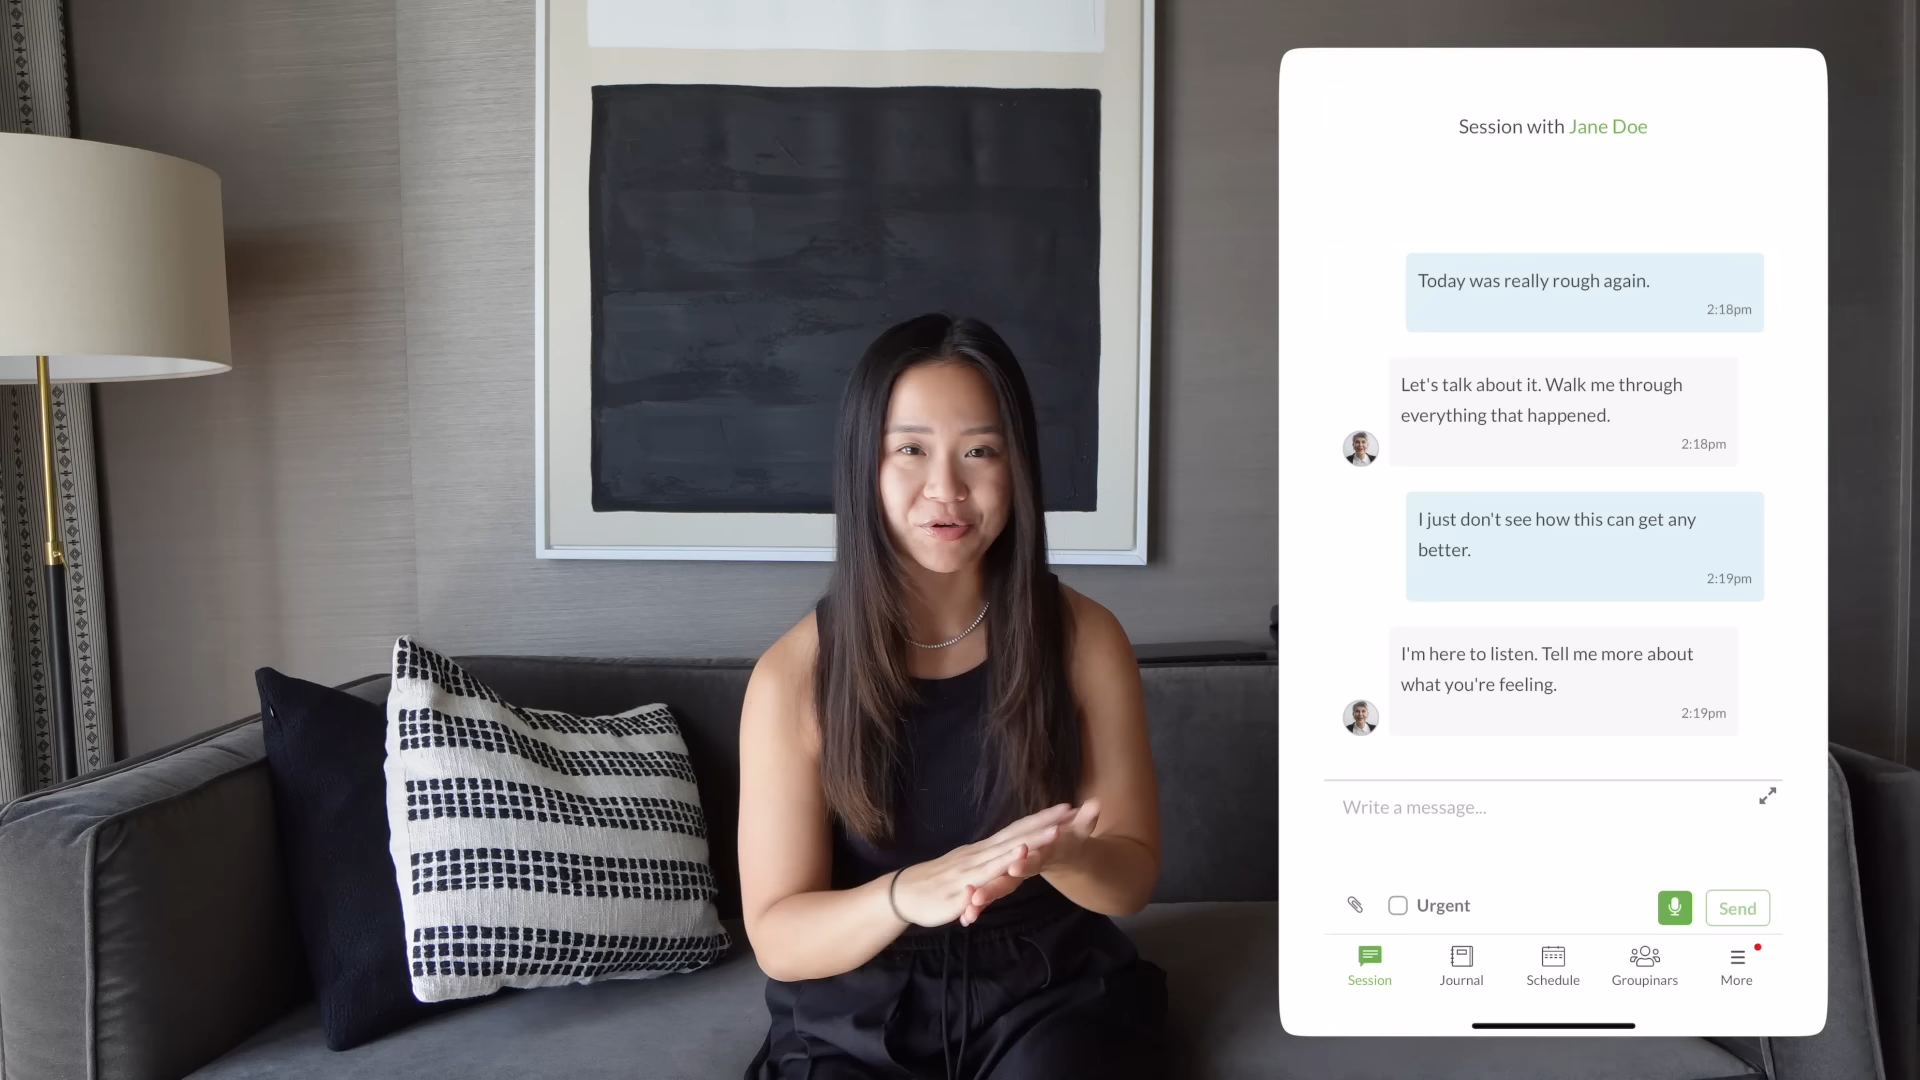 Session with Jane Doe
Today was really rough again.
2:18pm
Let's talk about it. Walk me through
everything that happened.
2:18pm
I just don't see how this can get any
better.
2:19pm
I'm here to listen. Tell me more about
what you're feeling.
2:19pm
Write a message...
Urgent
Send
Session
Journal
Schedule
Groupinars
More